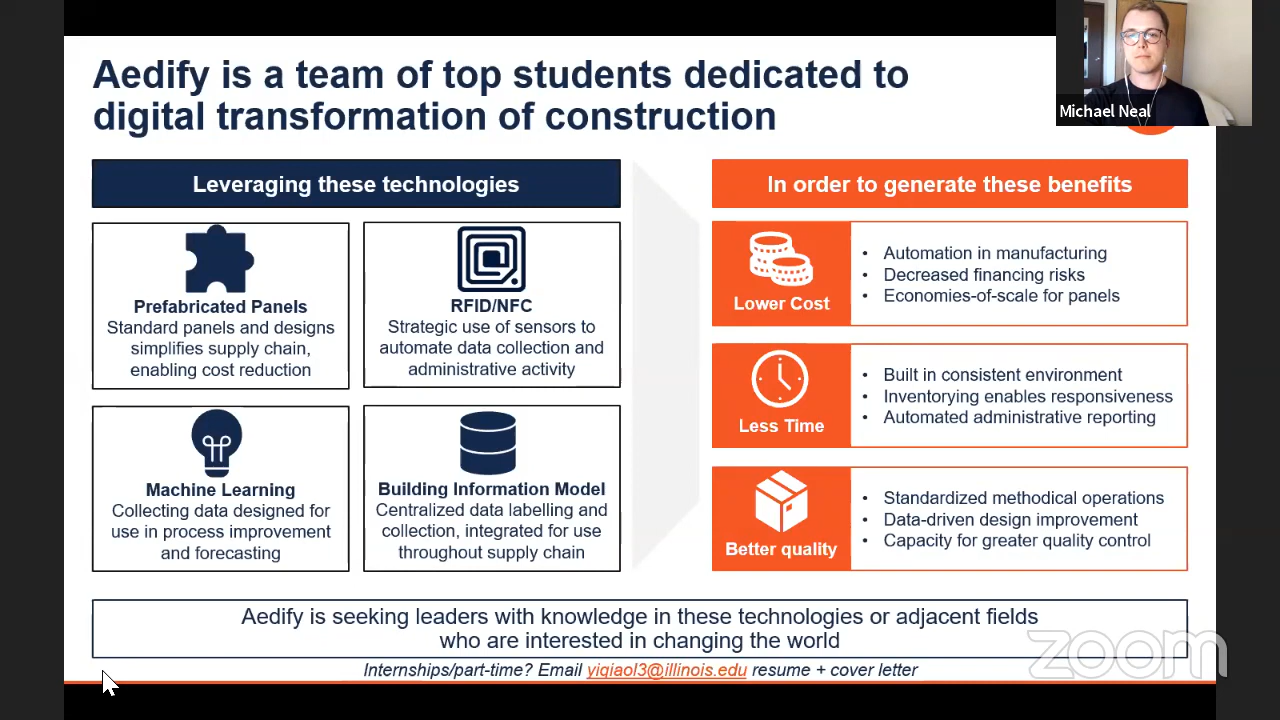 Aedify is a team of top students dedicated to
digital transformation of construction
Michael Neal
Leveraging these technologies
Prefabricated Panels
Standard panels and designs
simplifies supply chain,
enabling cost reduction
RFID/NFC
Strategic use of sensors to
automate data collection and
administrative activity
Machine Learning
Collecting data designed for
use in process improvement
and forecasting
Building Information Model
Centralized data labelling and
collection, integrated for use
throughout supply chain
In order to generate these benefits
Lower Cost
• Automation in manufacturing
• Decreased financing risks
• Economies-of-scale for panels
Less Time
• Built in consistent environment
• Inventorying enables responsiveness
• Automated administrative reporting
Better quality
• Standardized methodical operations
• Data-driven design improvement
• Capacity for greater quality control
Aedify is seeking leaders with knowledge in these technologies or adjacent fields
who are interested in changing the world
Internships/part-time? Email yiqiaol3@illinois.edu resume + cover letter
zoom